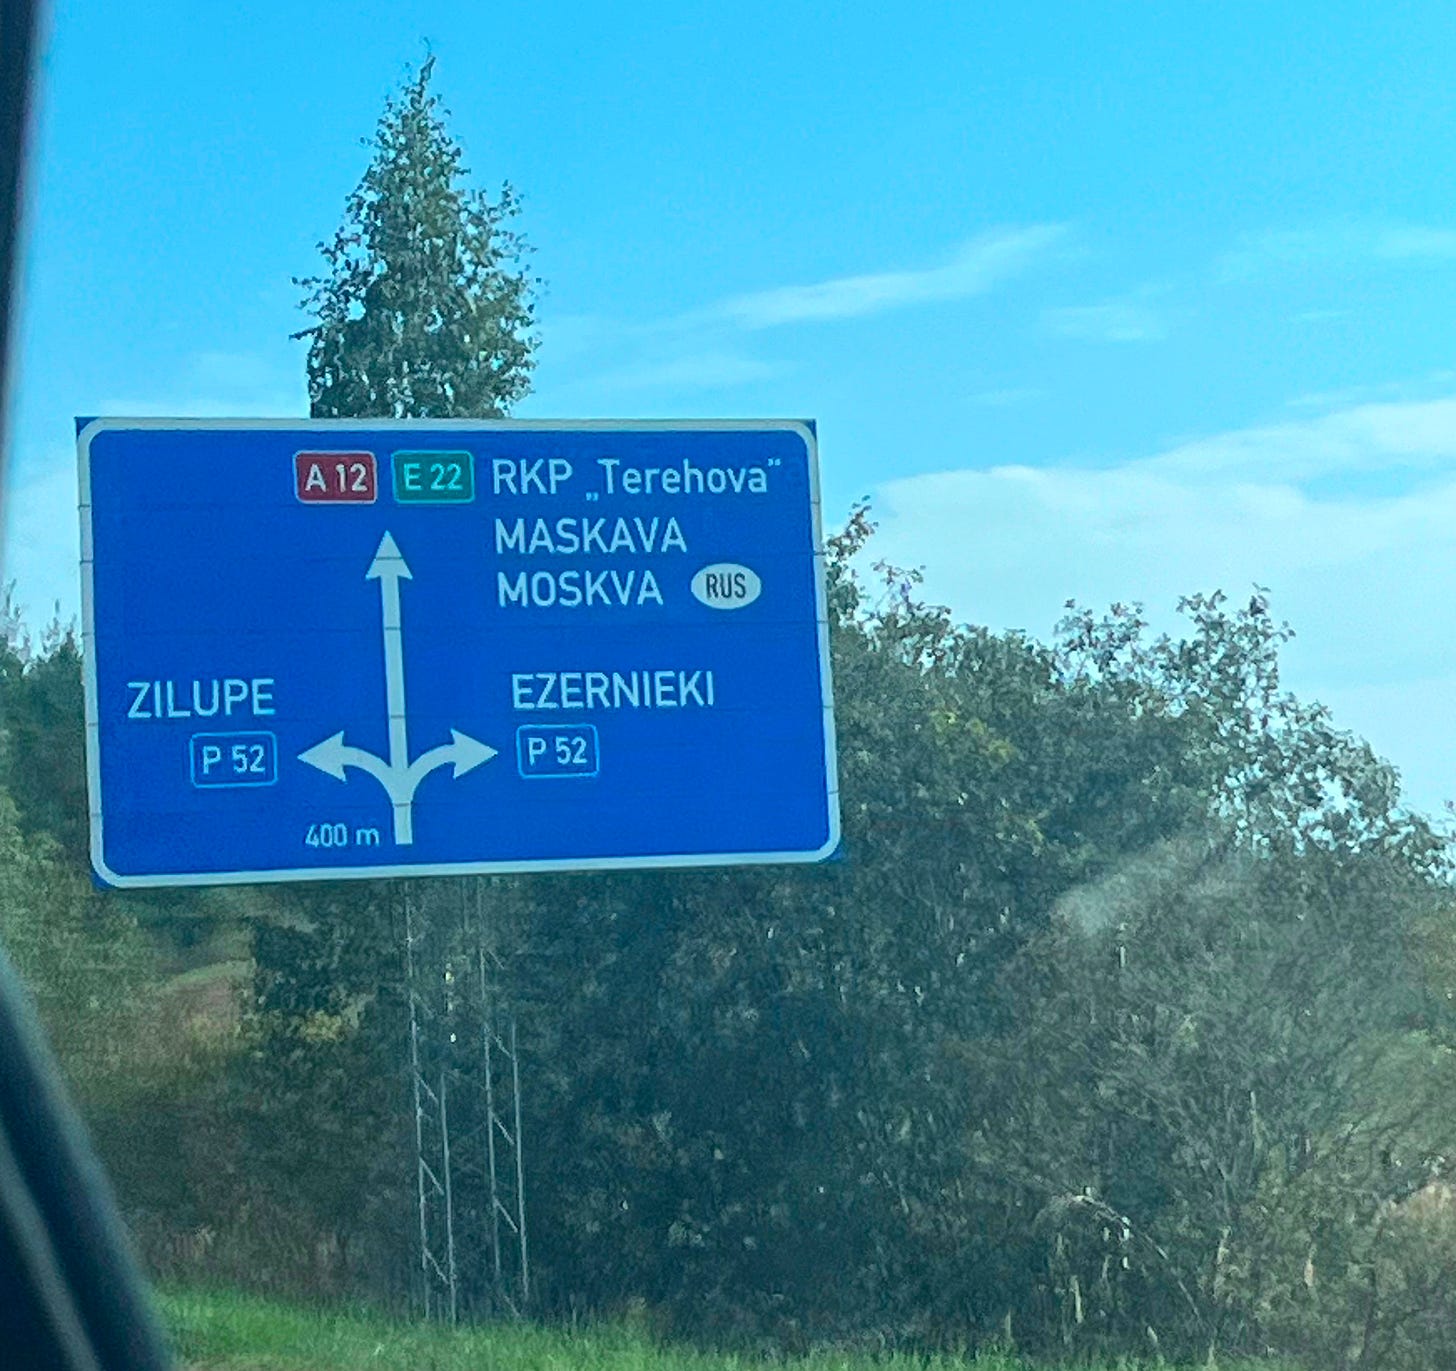 A 12 E 22 RKP „Terehova”
MASKAVA
MOSKVA RUS
ZILUPE
P 52
EZERNIEKI
P 52
400 m